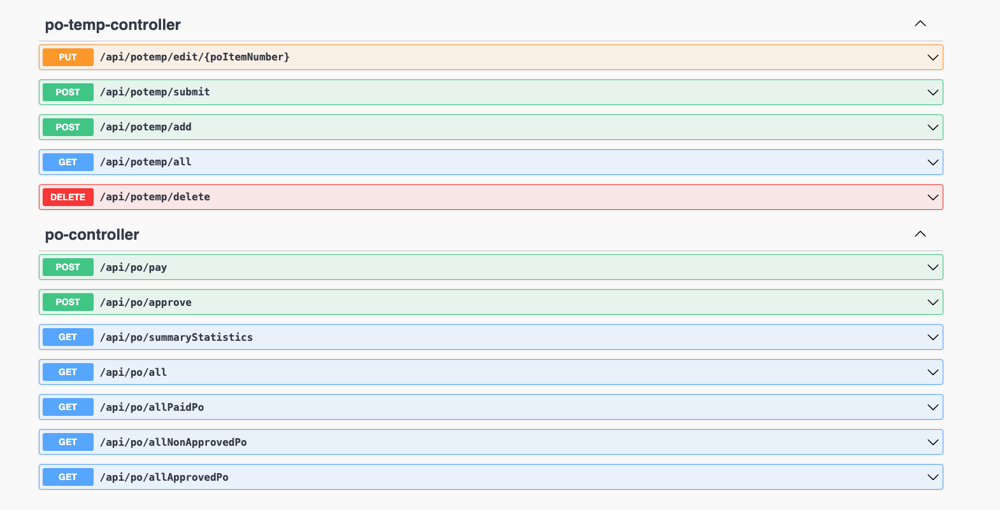 po-temp-controller
PUT /api/potemp/edit/{poItemNumber}
POST /api/potemp/submit
POST /api/potemp/add
GET /api/potemp/all
DELETE /api/potemp/delete
po-controller
POST /api/po/pay
POST /api/po/approve
GET /api/po/summaryStatistics
GET /api/po/all
GET /api/po/allPaidPo
GET /api/po/allNonApprovedPo
GET /api/po/allApprovedPo